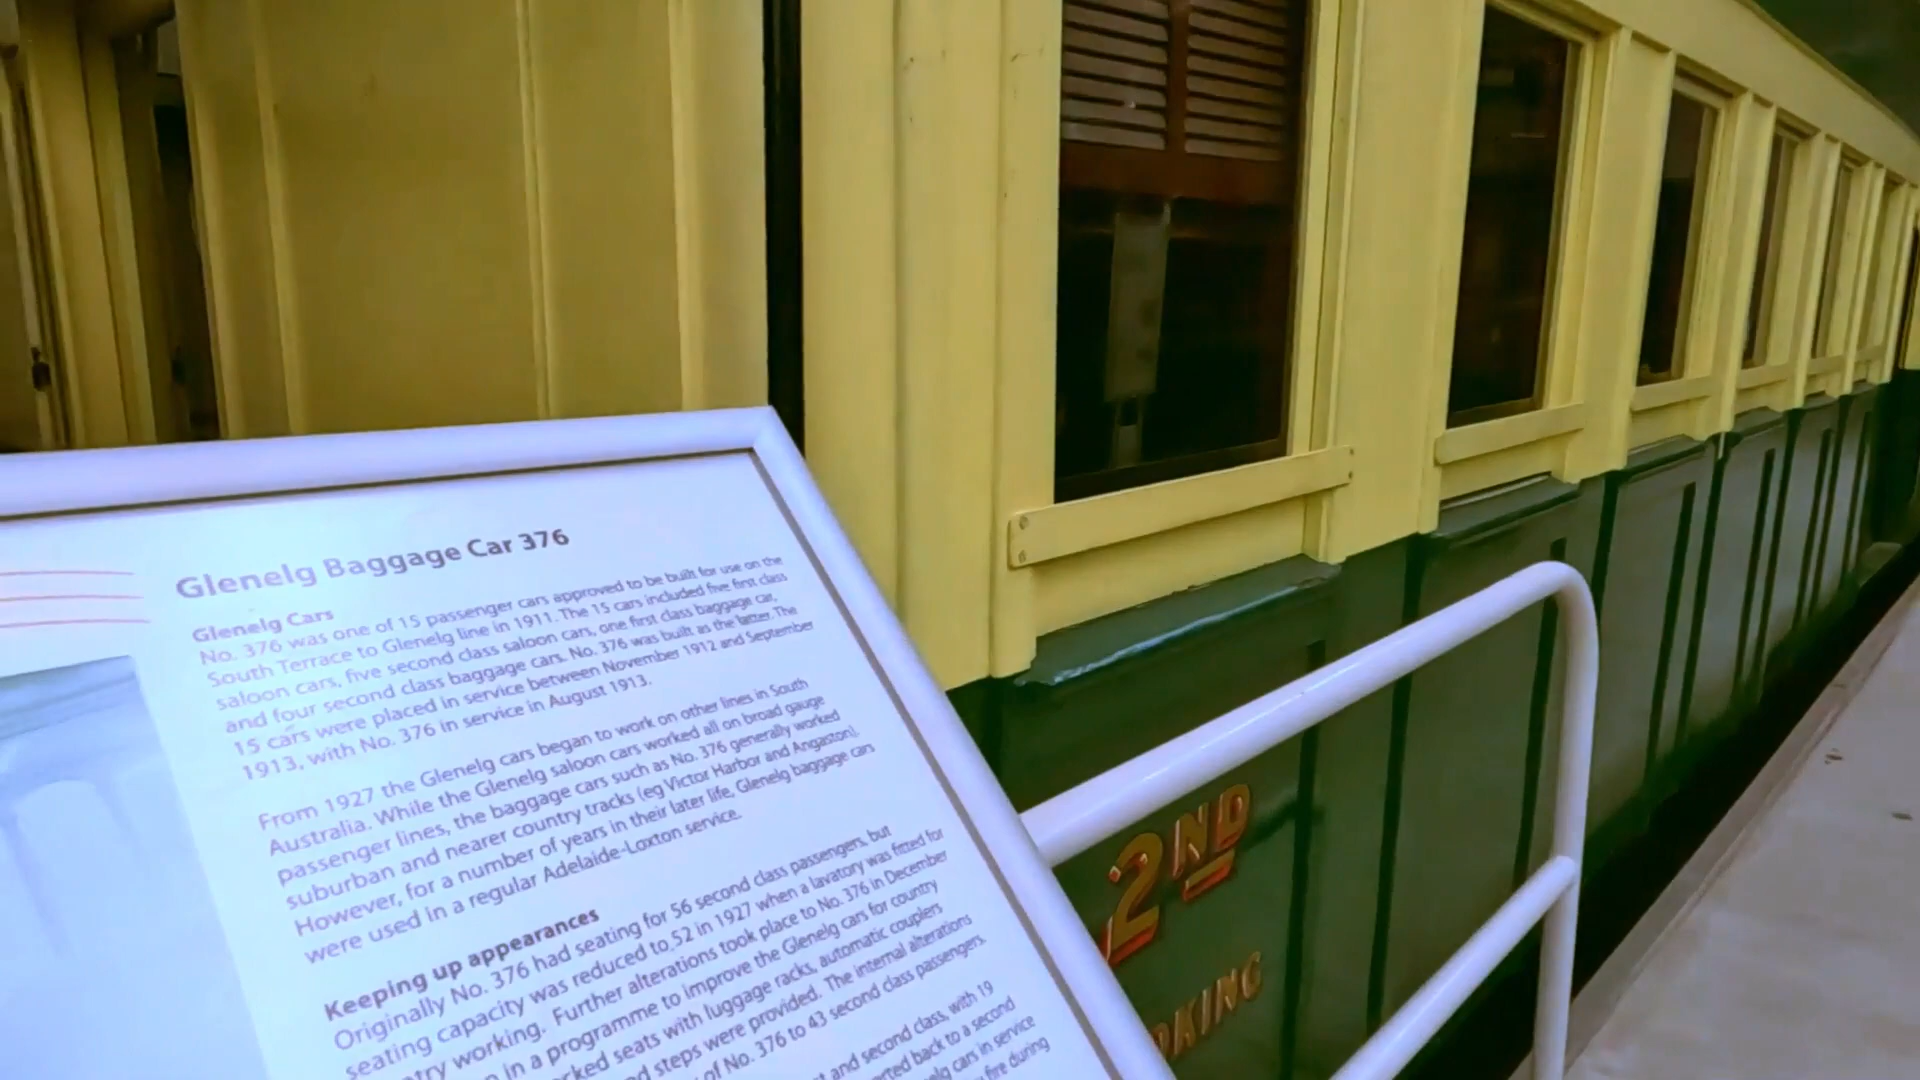 Glenelg Baggage Car 376
Glenelg Cars
No. 376 was one of 15 passenger cars approved to be built for use on the
South Terrace to Glenelg line in 1911. The 15 cars included five first class
saloon cars, five second class saloon cars, one first class baggage car,
and four second class baggage cars. No. 376 was built as the latter. The
15 cars were placed in service between November 1912 and September
1913, with No. 376 in service in August 1913.
From 1927 the Glenelg cars began to work on other lines in South
Australia. While the Glenelg saloon cars worked all on broad gauge
passenger lines, the baggage cars such as No. 376 generally worked
suburban and nearer country tracks (eg Victor Harbor and Angaston).
However, for a number of years in their later life, Glenelg baggage cars
were used in a regular Adelaide-Loxton service.
Keeping up appearances
Originally No. 376 had seating for 56 second class passengers, but
seating capacity was reduced to 52 in 1927 when a lavatory was fitted for
working. Further alterations took place to No. 376 in December
in a programme to improve the Glenelg cars for country
seats with luggage racks, automatic couplers
steps were provided. The internal alterations
of No. 376 to 43 second class passengers.
and second class, with 19
back to a second
cars in service
fire during
2ND